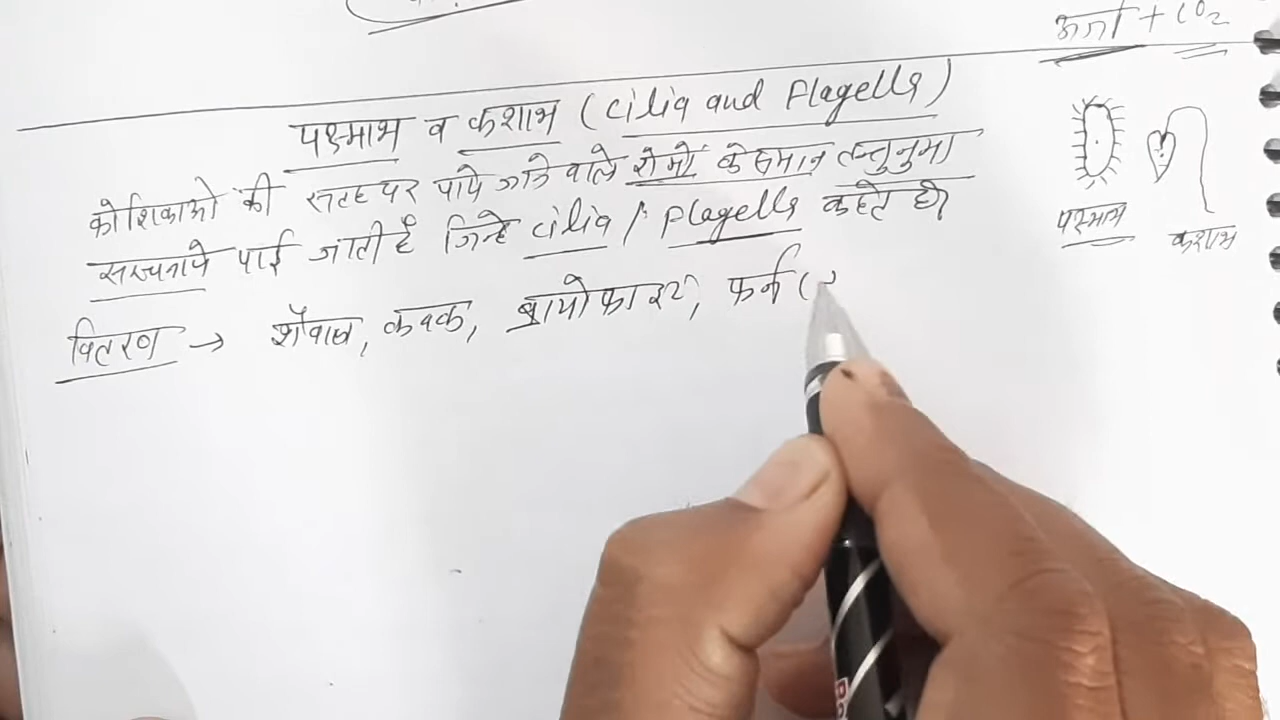 ऊर्जा + CO2
पक्ष्माभ व कशाभ (Cilia and Flagella)
कोशिकाओ की सतह पर पाये जाने वाले रोमों के समान तन्तुनुमा
सरचनाये पाई जाती हैं जिन्हे Cilia / Flagella कहते हैं।
वितरण → शैवाल, कवक, ब्रायोफाइट, फर्न (
पक्ष्माभ
कशाभ